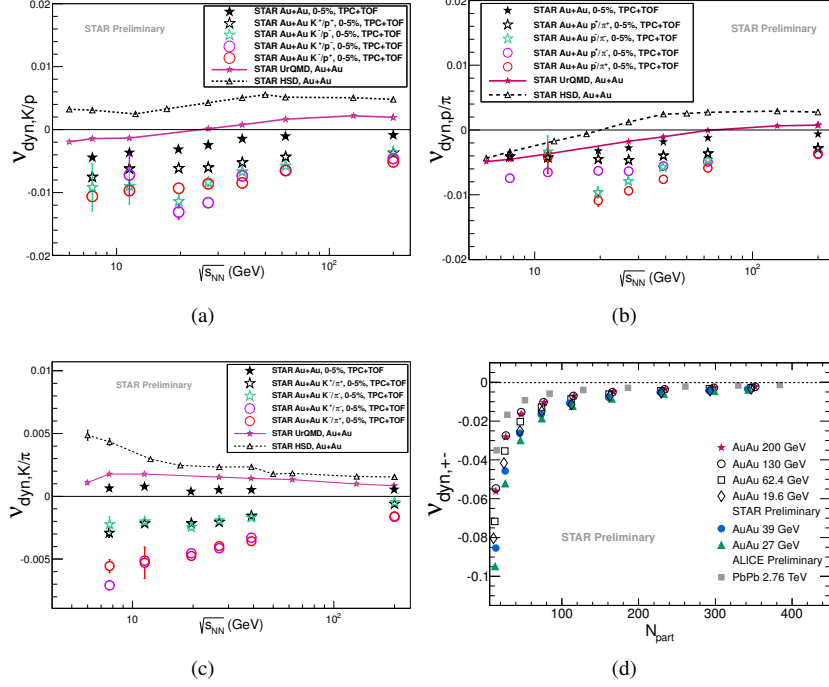 STAR Preliminary
STAR Au+Au, 0-5%, TPC+TOF
STAR Au+Au K⁺/p⁺, 0-5%, TPC+TOF
STAR Au+Au K⁻/p⁻, 0-5%, TPC+TOF
STAR Au+Au K⁺/p⁻, 0-5%, TPC+TOF
STAR Au+Au K⁻/p⁺, 0-5%, TPC+TOF
STAR UrQMD, Au+Au
STAR HSD, Au+Au
0.02
0.01
0
-0.01
-0.02
ν dyn,K/p
10
10²
√s_NN (GeV)
(a)
STAR Preliminary
STAR Au+Au, 0-5%, TPC+TOF
STAR Au+Au p⁺/π⁺, 0-5%, TPC+TOF
STAR Au+Au p⁻/π⁻, 0-5%, TPC+TOF
STAR Au+Au p⁺/π⁻, 0-5%, TPC+TOF
STAR Au+Au p⁻/π⁺, 0-5%, TPC+TOF
STAR UrQMD, Au+Au
STAR HSD, Au+Au
0.02
0.01
0
-0.01
-0.02
ν dyn,p/π
10
10²
√s_NN (GeV)
(b)
STAR Preliminary
STAR Au+Au, 0-5%, TPC+TOF
STAR Au+Au K⁺/π⁺, 0-5%, TPC+TOF
STAR Au+Au K⁻/π⁻, 0-5%, TPC+TOF
STAR Au+Au K⁺/π⁻, 0-5%, TPC+TOF
STAR Au+Au K⁻/π⁺, 0-5%, TPC+TOF
STAR UrQMD, Au+Au
STAR HSD, Au+Au
0.01
0.005
0
-0.005
ν dyn,K/π
10
10²
√s_NN (GeV)
(c)
0
-0.02
-0.04
-0.06
-0.08
-0.1
ν dyn,+-
AuAu 200 GeV
AuAu 130 GeV
AuAu 62.4 GeV
AuAu 19.6 GeV
STAR Preliminary
AuAu 39 GeV
AuAu 27 GeV
ALICE Preliminary
PbPb 2.76 TeV
STAR Preliminary
100
200
300
400
N_part
(d)